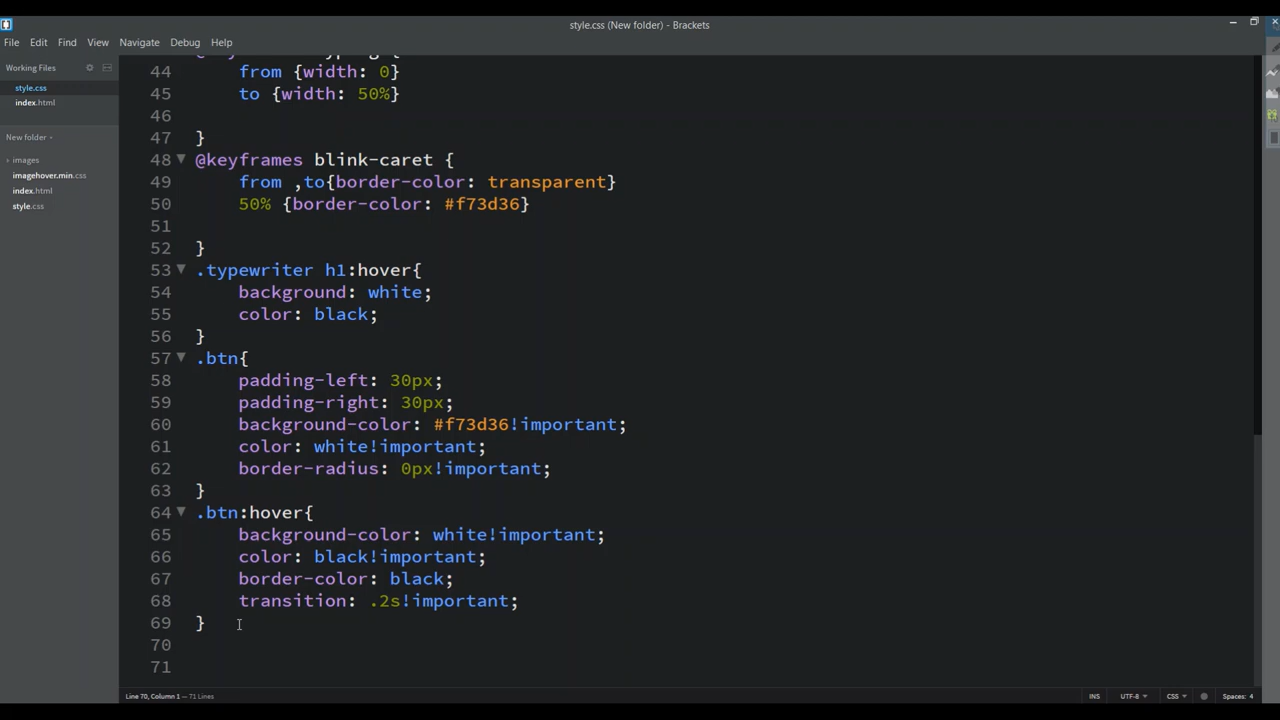 style.css (New folder) - Brackets
File Edit Find View Navigate Debug Help
Working Files
style.css
index.html
New folder
images
imagehover.min.css
index.html
style.css
44 from {width: 0}
45 to {width: 50%}
46
47 }
48 @keyframes blink-caret {
49 from ,to{border-color: transparent}
50 50% {border-color: #f73d36}
51
52 }
53 .typewriter h1:hover{
54 background: white;
55 color: black;
56 }
57 .btn{
58 padding-left: 30px;
59 padding-right: 30px;
60 background-color: #f73d36!important;
61 color: white!important;
62 border-radius: 0px!important;
63 }
64 .btn:hover{
65 background-color: white!important;
66 color: black!important;
67 border-color: black;
68 transition: .2s!important;
69 }
70
71
Line 70, Column 1 — 71 Lines
INS UTF-8 CSS Spaces: 4